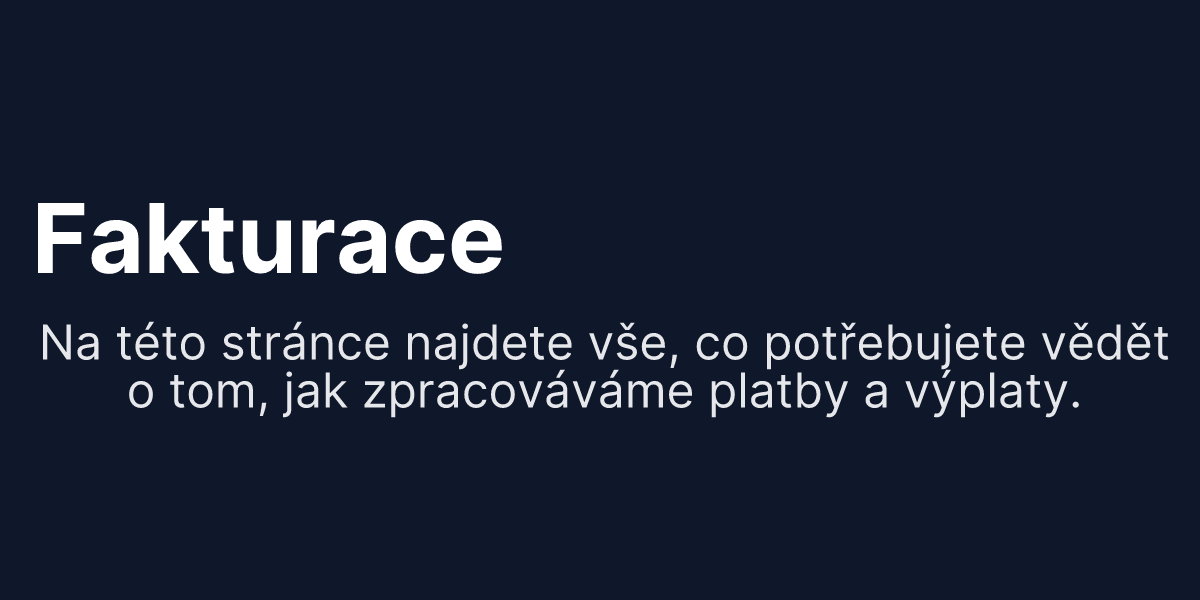 Fakturace
Na této stránce najdete vše, co potřebujete vědět
o tom, jak zpracováváme platby a výplaty.